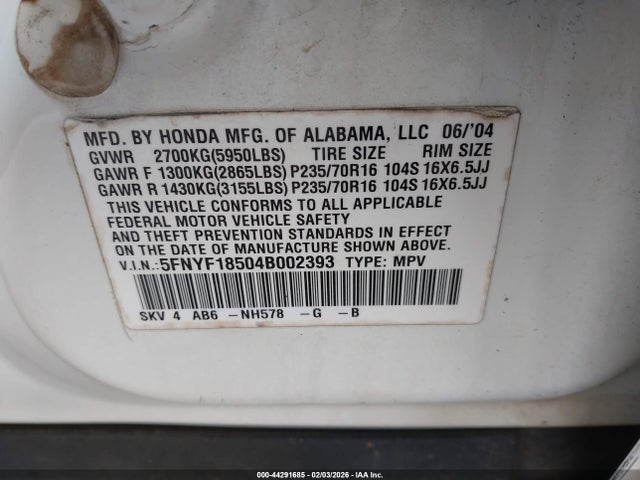 MFD. BY HONDA MFG. OF ALABAMA, LLC 06/'04
GVWR 2700KG(5950LBS) TIRE SIZE RIM SIZE
GAWR F 1300KG(2865LBS) P235/70R16 104S 16X6.5JJ
GAWR R 1430KG(3155LBS) P235/70R16 104S 16X6.5JJ
THIS VEHICLE CONFORMS TO ALL APPLICABLE
FEDERAL MOTOR VEHICLE SAFETY
AND THEFT PREVENTION STANDARDS IN EFFECT
ON THE DATE OF MANUFACTURE SHOWN ABOVE.
V.I.N.: 5FNYF18504B002393 TYPE: MPV
SKV 4 AB6 -NH578 -G -B
000-44291685 - 02/03/2026 - IAA Inc.